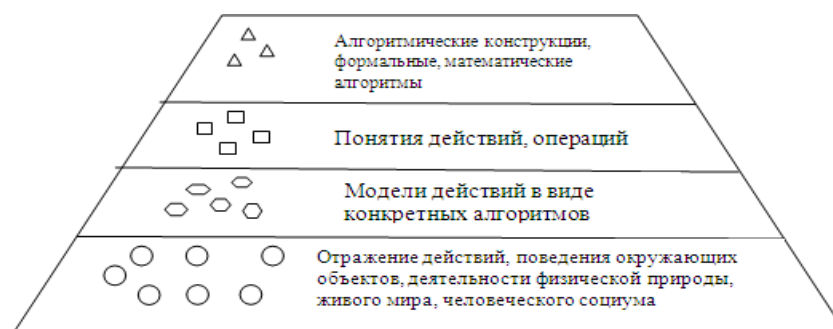 Алгоритмические конструкции,
формальные, математические
алгоритмы
Понятия действий, операций
Модели действий в виде
конкретных алгоритмов
Отражение действий, поведения окружающих
объектов, деятельности физической природы,
живого мира, человеческого социума